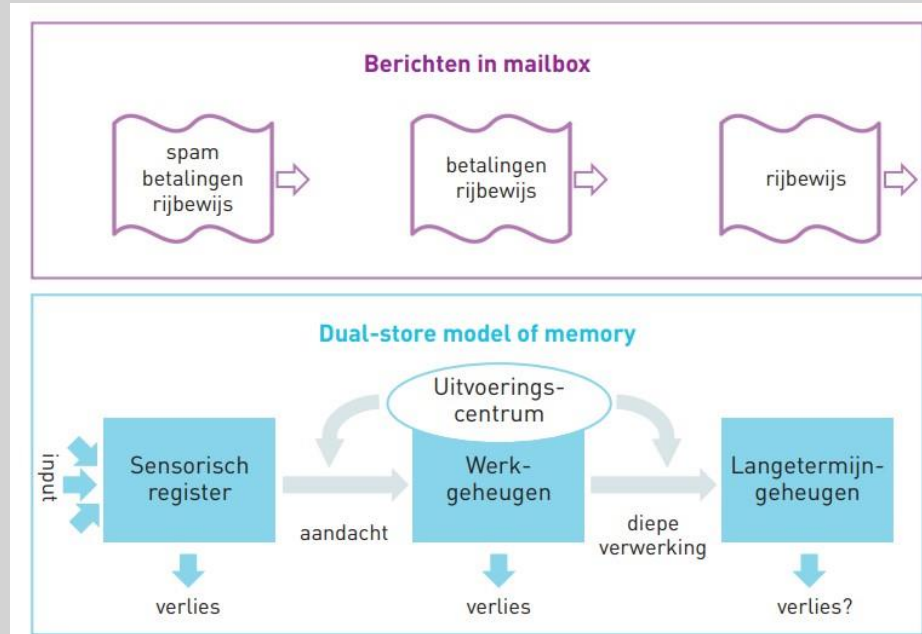 Berichten in mailbox
spam
betalingen
rijbewijs
betalingen
rijbewijs
rijbewijs
Dual-store model of memory
Uitvoerings-
centrum
input
Sensorisch
register
aandacht
Werk-
geheugen
diepe
verwerking
Langetermijn-
geheugen
verlies
verlies
verlies?